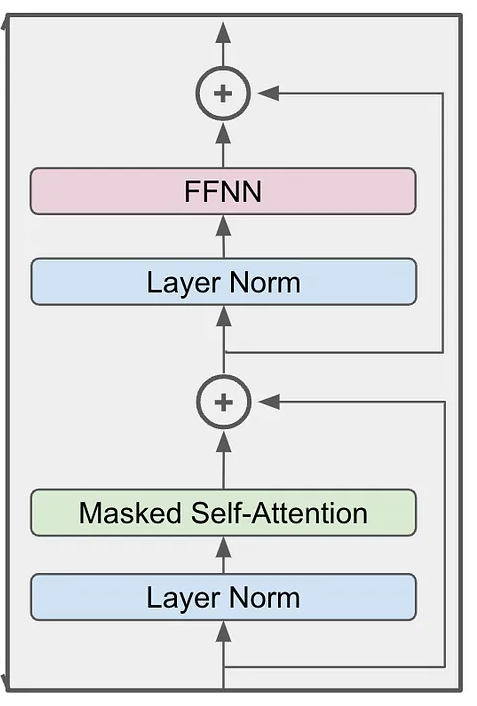 +
FFNN
Layer Norm
+
Masked Self-Attention
Layer Norm